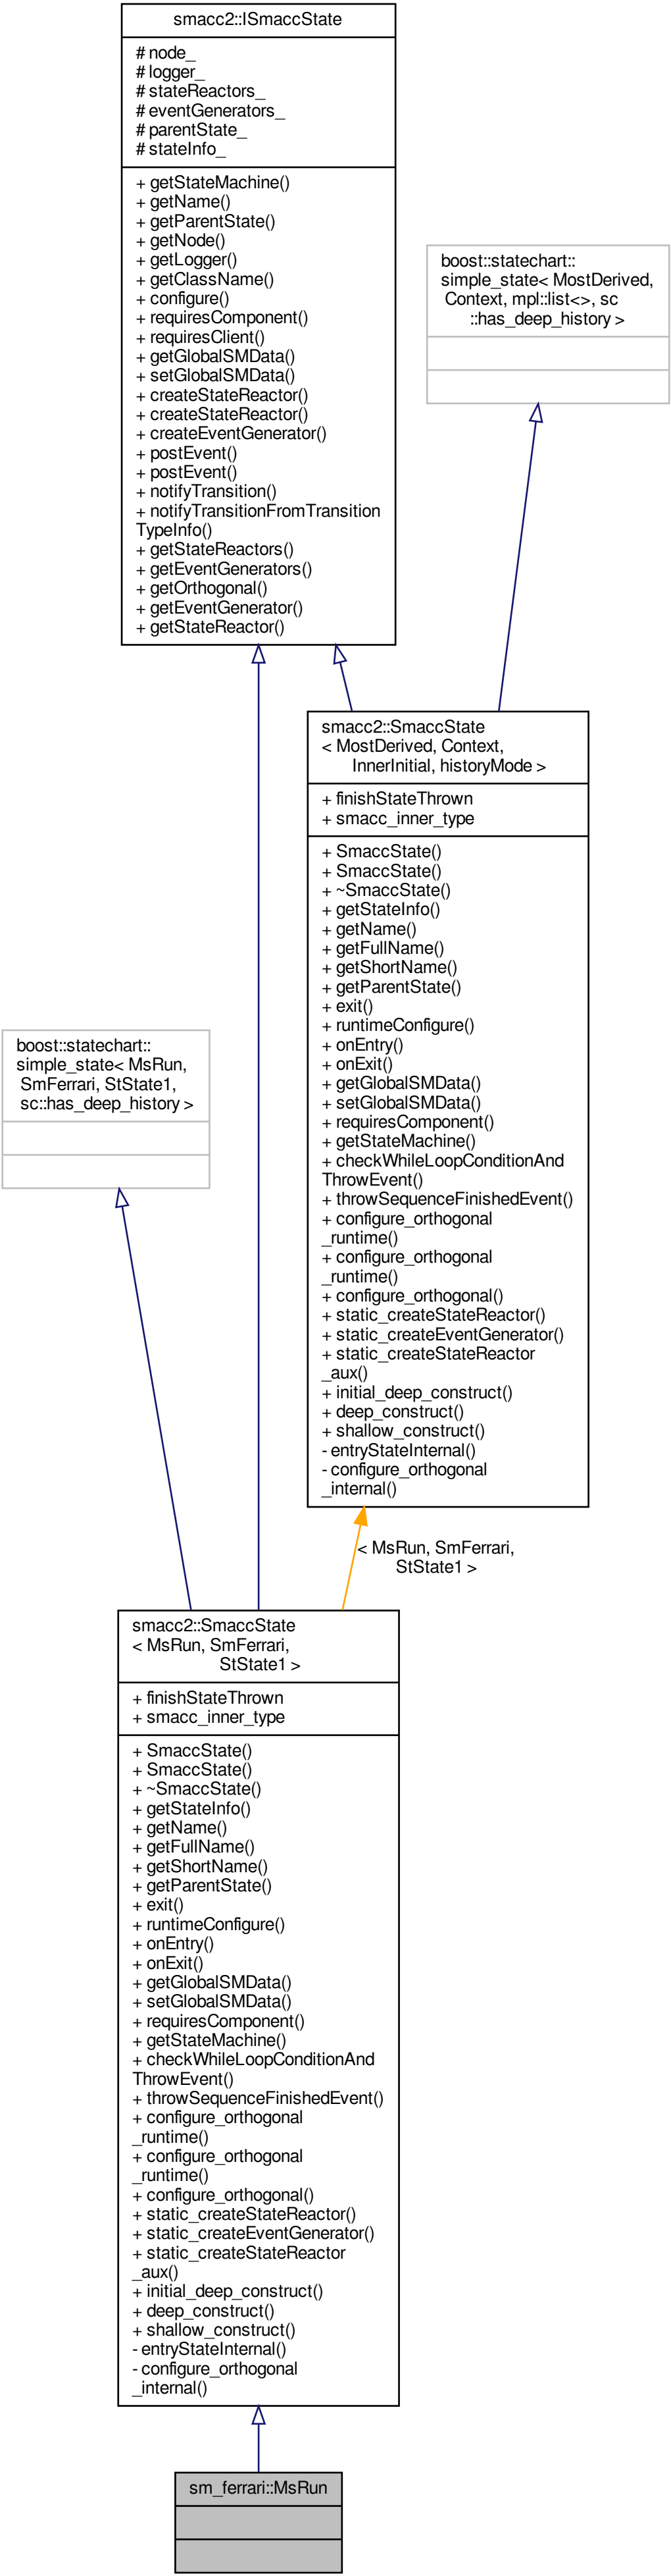 smacc2::ISmaccState
# node_
# logger_
# stateReactors_
# eventGenerators_
# parentState_
# stateInfo_
+ getStateMachine()
+ getName()
+ getParentState()
+ getNode()
+ getLogger()
+ getClassName()
+ configure()
+ requiresComponent()
+ requiresClient()
+ getGlobalSMData()
+ setGlobalSMData()
+ createStateReactor()
+ createStateReactor()
+ createEventGenerator()
+ postEvent()
+ postEvent()
+ notifyTransition()
+ notifyTransitionFromTransition
TypeInfo()
+ getStateReactors()
+ getEventGenerators()
+ getOrthogonal()
+ getEventGenerator()
+ getStateReactor()
boost::statechart::
simple_state< MostDerived,
Context, mpl::list<>, sc
::has_deep_history >
smacc2::SmaccState
< MostDerived, Context,
InnerInitial, historyMode >
+ finishStateThrown
+ smacc_inner_type
+ SmaccState()
+ SmaccState()
+ ~SmaccState()
+ getStateInfo()
+ getName()
+ getFullName()
+ getShortName()
+ getParentState()
+ exit()
+ runtimeConfigure()
+ onEntry()
+ onExit()
+ getGlobalSMData()
+ setGlobalSMData()
+ requiresComponent()
+ getStateMachine()
+ checkWhileLoopConditionAnd
ThrowEvent()
+ throwSequenceFinishedEvent()
+ configure_orthogonal
_runtime()
+ configure_orthogonal
_runtime()
+ configure_orthogonal()
+ static_createStateReactor()
+ static_createEventGenerator()
+ static_createStateReactor
_aux()
+ initial_deep_construct()
+ deep_construct()
+ shallow_construct()
- entryStateInternal()
- configure_orthogonal
_internal()
boost::statechart::
simple_state< MsRun,
SmFerrari, StState1,
sc::has_deep_history >
< MsRun, SmFerrari,
StState1 >
smacc2::SmaccState
< MsRun, SmFerrari,
StState1 >
+ finishStateThrown
+ smacc_inner_type
+ SmaccState()
+ SmaccState()
+ ~SmaccState()
+ getStateInfo()
+ getName()
+ getFullName()
+ getShortName()
+ getParentState()
+ exit()
+ runtimeConfigure()
+ onEntry()
+ onExit()
+ getGlobalSMData()
+ setGlobalSMData()
+ requiresComponent()
+ getStateMachine()
+ checkWhileLoopConditionAnd
ThrowEvent()
+ throwSequenceFinishedEvent()
+ configure_orthogonal
_runtime()
+ configure_orthogonal
_runtime()
+ configure_orthogonal()
+ static_createStateReactor()
+ static_createEventGenerator()
+ static_createStateReactor
_aux()
+ initial_deep_construct()
+ deep_construct()
+ shallow_construct()
- entryStateInternal()
- configure_orthogonal
_internal()
sm_ferrari::MsRun